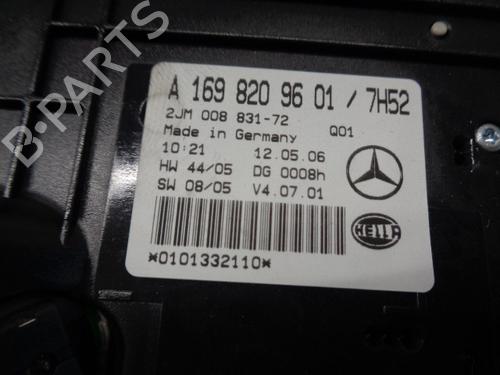 B-PARTS
A 169 820 96 01 / 7H52
2JM 008 831-72 Q01
Made in Germany
10:21 12.05.06
HW 44/05 DG 0008h
SW 08/05 V4.07.01
HELLA
*0101332110*